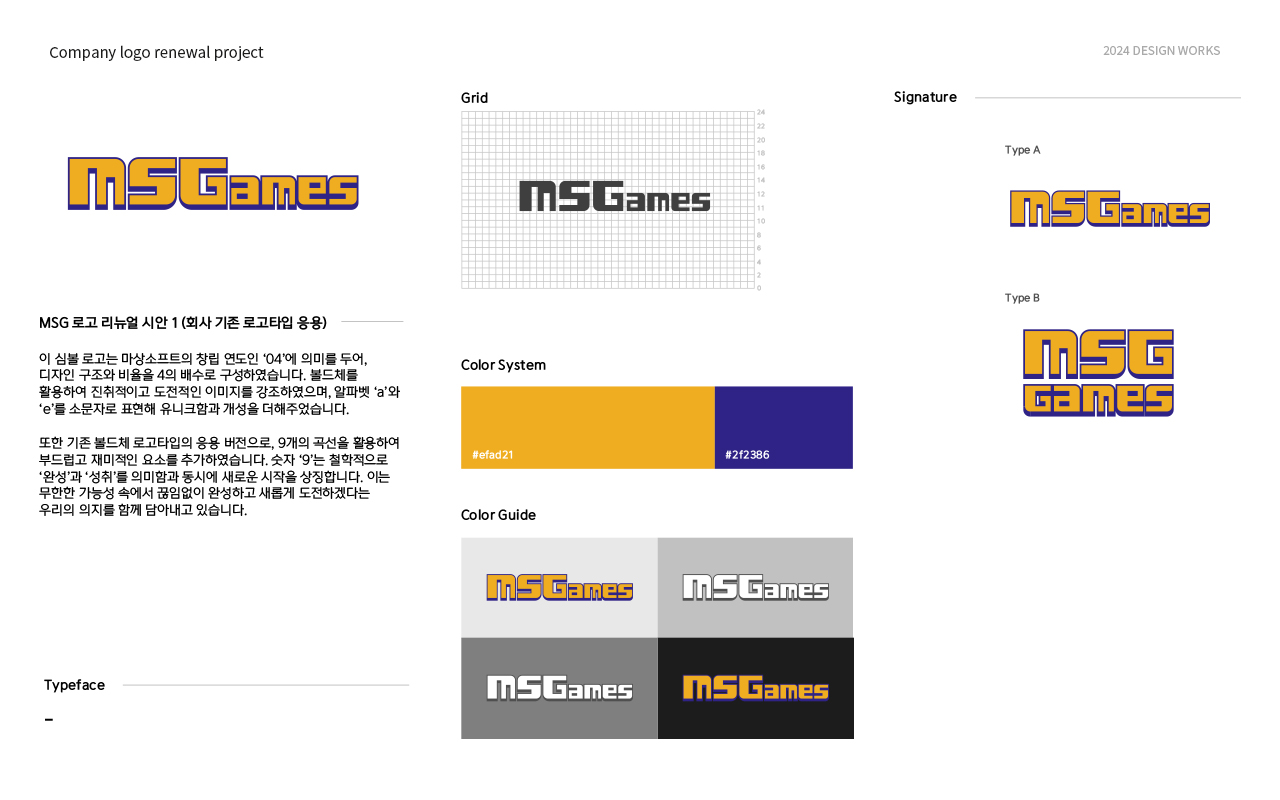 Company logo renewal project
2024 DESIGN WORKS
MSGames
MSG 로고 리뉴얼 시안 1 (회사 기존 로고타입 응용)
이 심볼 로고는 마상소프트의 창립 연도인 ‘04’에 의미를 두어,
디자인 구조와 비율을 4의 배수로 구성하였습니다. 볼드체를
활용하여 진취적이고 도전적인 이미지를 강조하였으며, 알파벳 ‘a’와
‘e’를 소문자로 표현해 유니크함과 개성을 더해주었습니다.
또한 기존 볼드체 로고타입의 응용 버전으로, 9개의 곡선을 활용하여
부드럽고 재미적인 요소를 추가하였습니다. 숫자 ‘9’는 철학적으로
‘완성’과 ‘성취’를 의미함과 동시에 새로운 시작을 상징합니다. 이는
무한한 가능성 속에서 끊임없이 완성하고 새롭게 도전하겠다는
우리의 의지를 함께 담아내고 있습니다.
Typeface
-
Grid
24
22
20
18
16
14
12
11
10
8
6
4
2
0
MSGames
Color System
#efad21
#2f2386
Color Guide
MSGames
MSGames
MSGames
MSGames
Signature
Type A
MSGames
Type B
MSG
Games